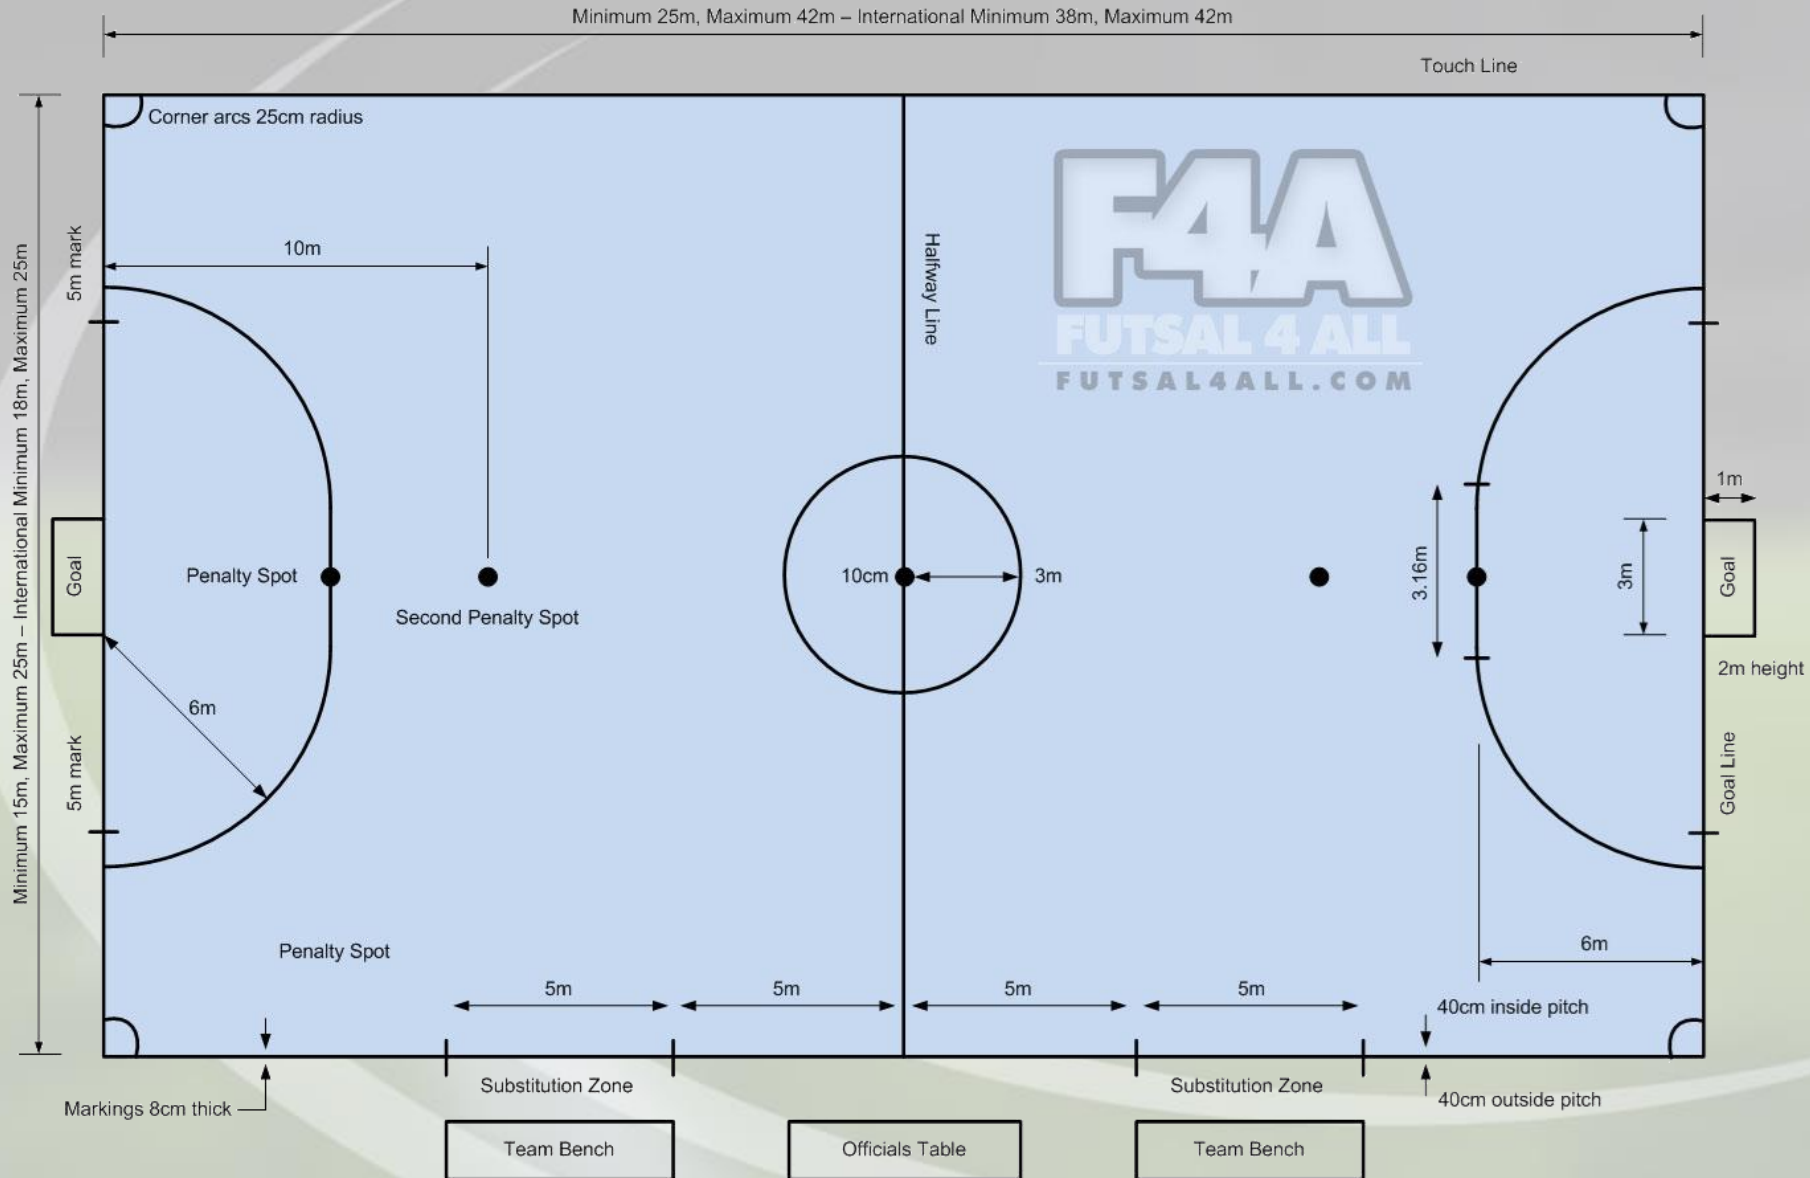 Minimum 25m, Maximum 42m – International Minimum 38m, Maximum 42m
Touch Line
Corner arcs 25cm radius
F4A
FUTSAL 4 ALL
FUTSAL4ALL.COM
Minimum 15m, Maximum 25m – International Minimum 18m, Maximum 25m
5m mark
10m
Halfway Line
1m
Goal
Penalty Spot
Second Penalty Spot
10cm
3m
3.16m
3m
Goal
2m height
6m
5m mark
Goal Line
Penalty Spot
6m
5m
5m
5m
5m
40cm inside pitch
Substitution Zone
Substitution Zone
Markings 8cm thick
40cm outside pitch
Team Bench
Officials Table
Team Bench